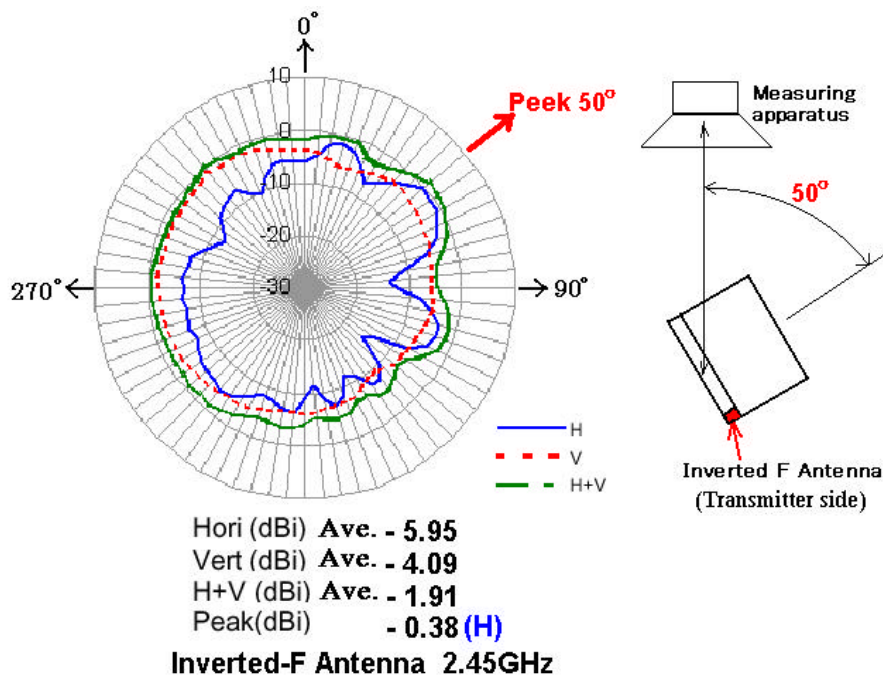 0°
10
0
10
-20
-30
270°
90°
Peek 50°
Measuring
apparatus
50°
H
V
H+V
Inverted F Antenna
(Transmitter side)
Hori (dBi) Ave. - 5.95
Vert (dBi) Ave. - 4.09
H+V (dBi) Ave. - 1.91
Peak(dBi) - 0.38 (H)
Inverted-F Antenna 2.45GHz